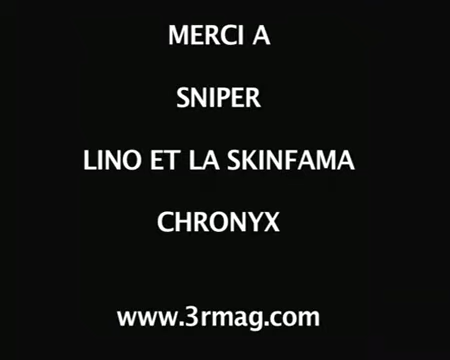 MERCI A
SNIPER
LINO ET LA SKINFAMA
CHRONYX
www.3rmag.com